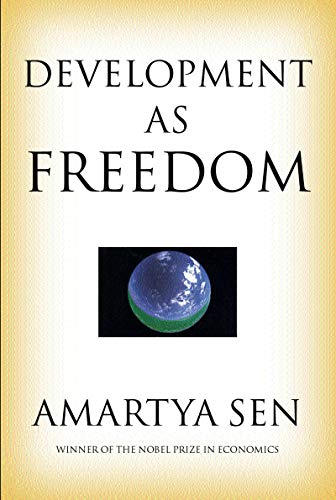 DEVELOPMENT
AS
FREEDOM
AMARTYA SEN
WINNER OF THE NOBEL PRIZE IN ECONOMICS